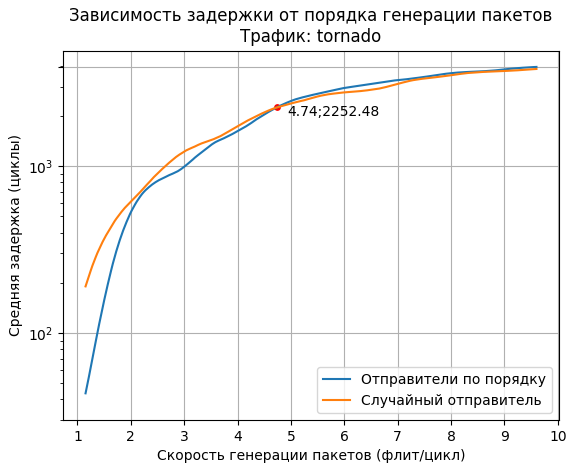 Зависимость задержки от порядка генерации пакетов
Трафик: tornado
Средняя задержка (циклы)
10³
10²
4.74;2252.48
Отправители по порядку
Случайный отправитель
1 2 3 4 5 6 7 8 9 10
Скорость генерации пакетов (флит/цикл)